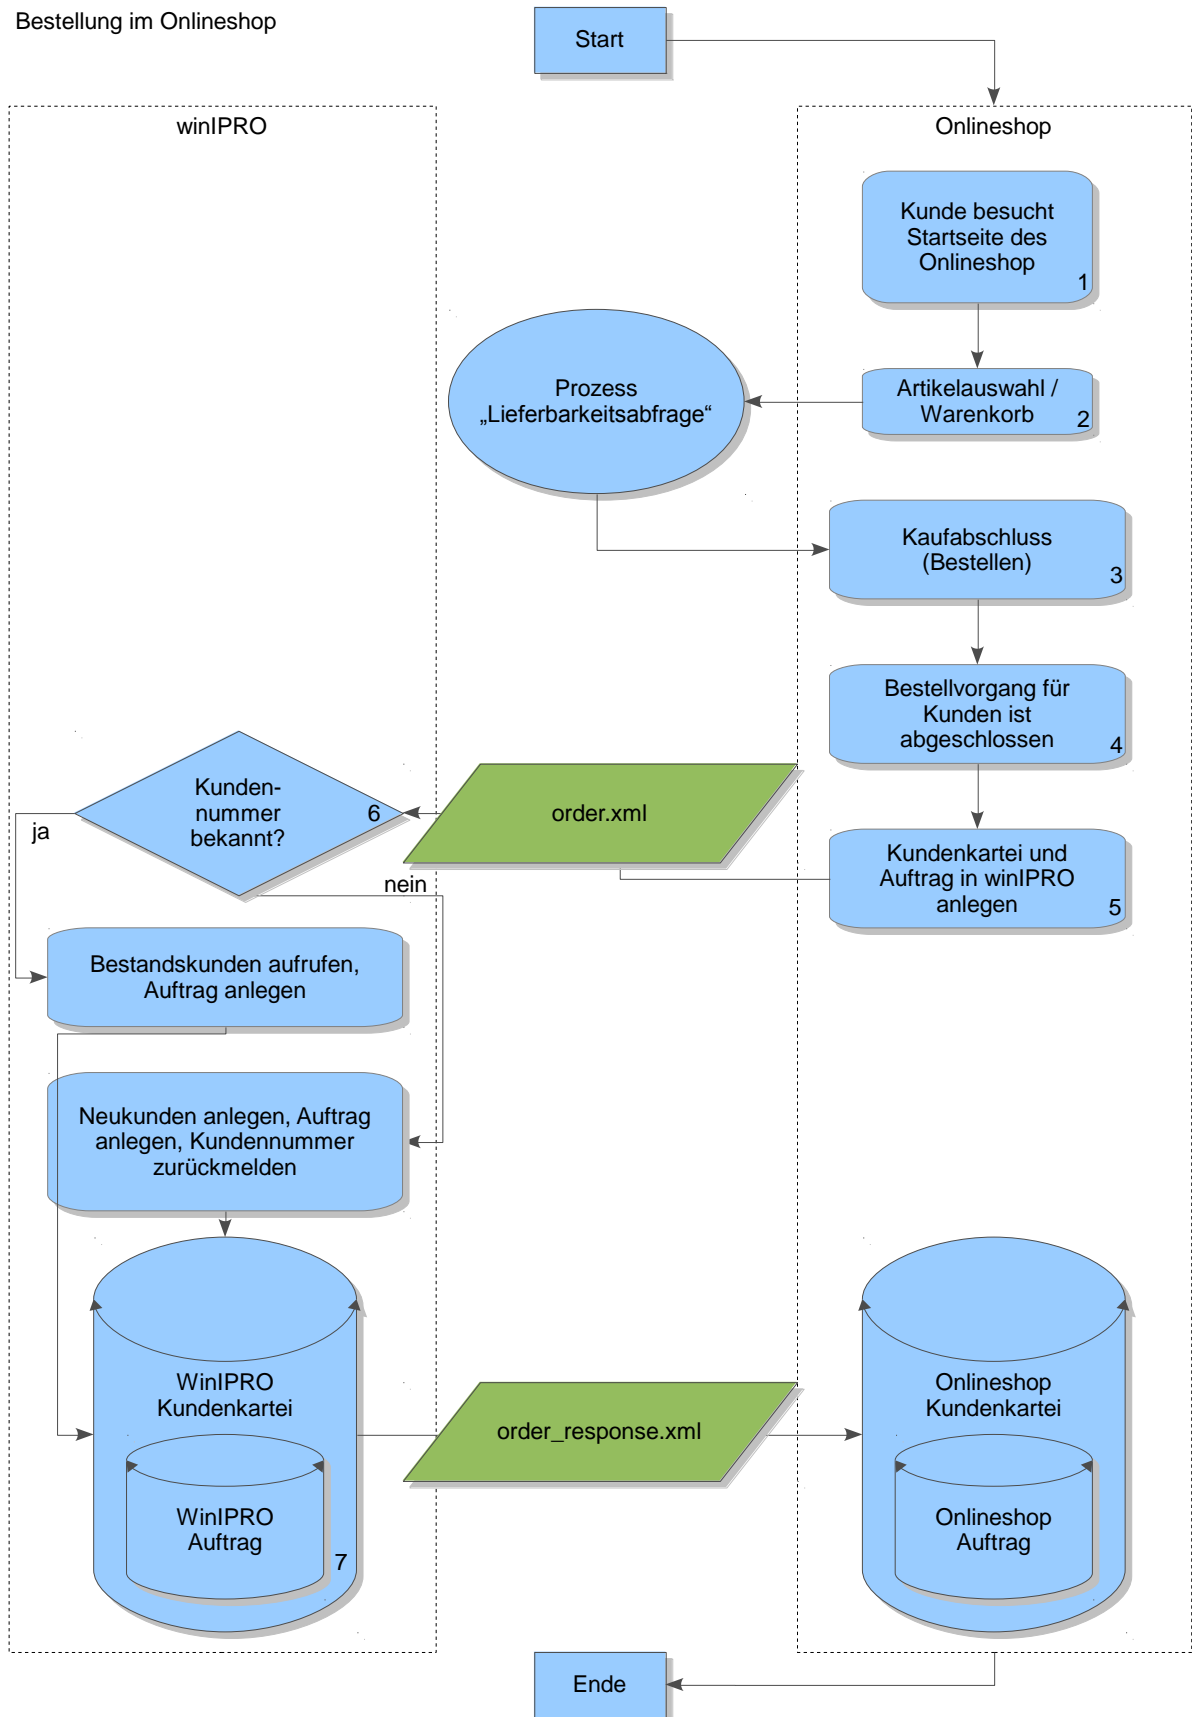 Bestellung im Onlineshop
Start
winIPRO
Onlineshop
Kunde besucht
Startseite des
Onlineshop
1
Prozess
„Lieferbarkeitsabfrage“
Artikelauswahl /
Warenkorb
2
Kaufabschluss
(Bestellen)
3
Bestellvorgang für
Kunden ist
abgeschlossen
4
Kunden-
nummer
bekannt?
6
ja
nein
order.xml
Kundenkartei und
Auftrag in winIPRO
anlegen
5
Bestandskunden aufrufen,
Auftrag anlegen
Neukunden anlegen, Auftrag
anlegen, Kundennummer
zurückmelden
WinIPRO
Kundenkartei
WinIPRO
Auftrag
7
order_response.xml
Onlineshop
Kundenkartei
Onlineshop
Auftrag
Ende